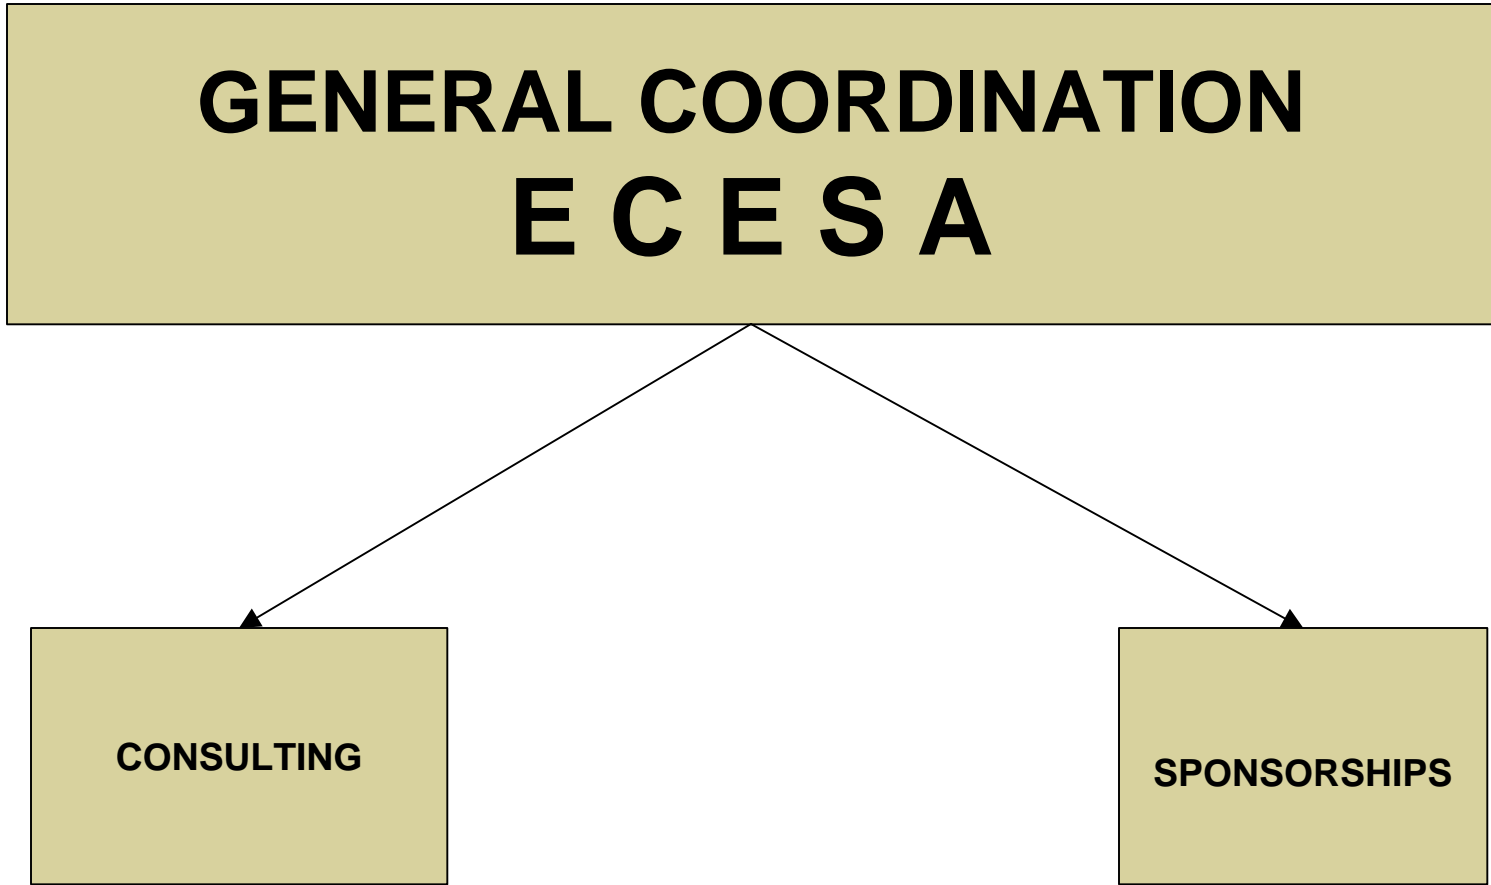 GENERAL COORDINATION
E C E S A
CONSULTING
SPONSORSHIPS